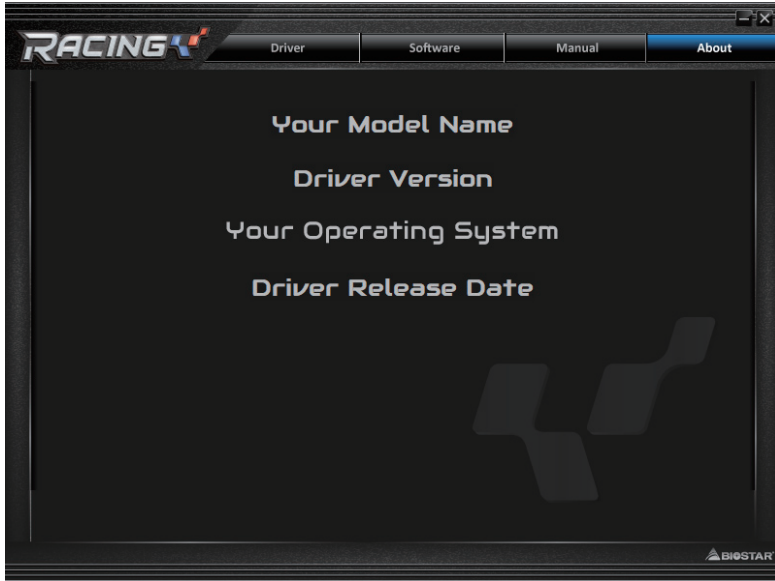 RACING
Driver Software Manual About
Your Model Name
Driver Version
Your Operating System
Driver Release Date
BIOSTAR